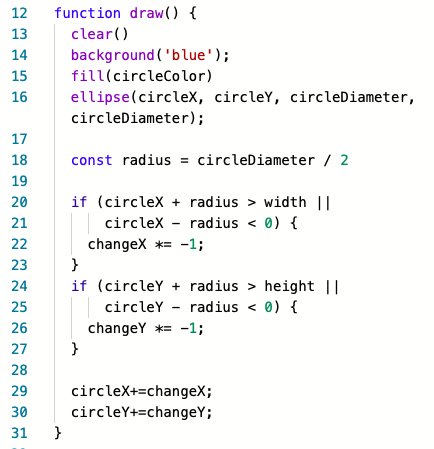 12 function draw() {
13 clear()
14 background('blue');
15 fill(circleColor)
16 ellipse(circleX, circleY, circleDiameter,
circleDiameter);
17
18 const radius = circleDiameter / 2
19
20 if (circleX + radius > width ||
21 circleX - radius < 0) {
22 changeX *= -1;
23 }
24 if (circleY + radius > height ||
25 circleY - radius < 0) {
26 changeY *= -1;
27 }
28
29 circleX+=changeX;
30 circleY+=changeY;
31 }